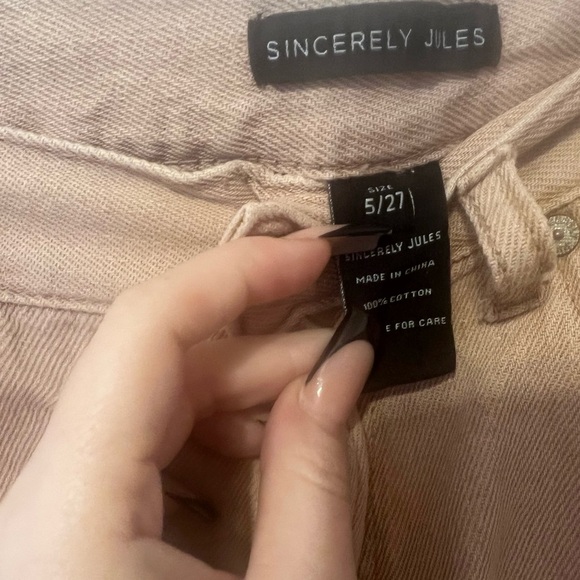 SINCERELY JULES
SIZE
5/27
SINCERELY JULES
MADE IN CHINA
100% COTTON
E FOR CARE